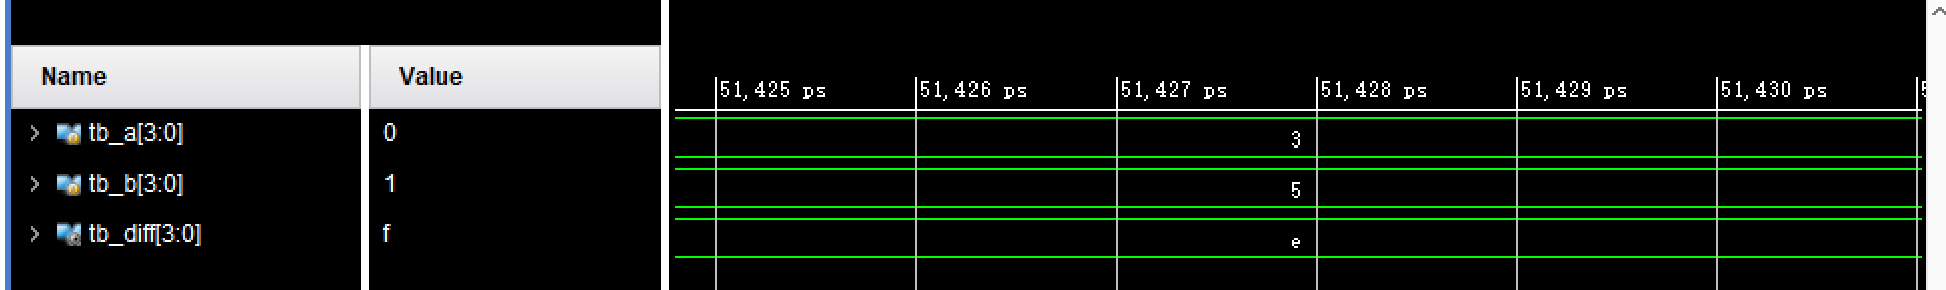 Name Value
51,425 ps 51,426 ps 51,427 ps 51,428 ps 51,429 ps 51,430 ps
tb_a[3:0] 0 3
tb_b[3:0] 1 5
tb_diff[3:0] f e